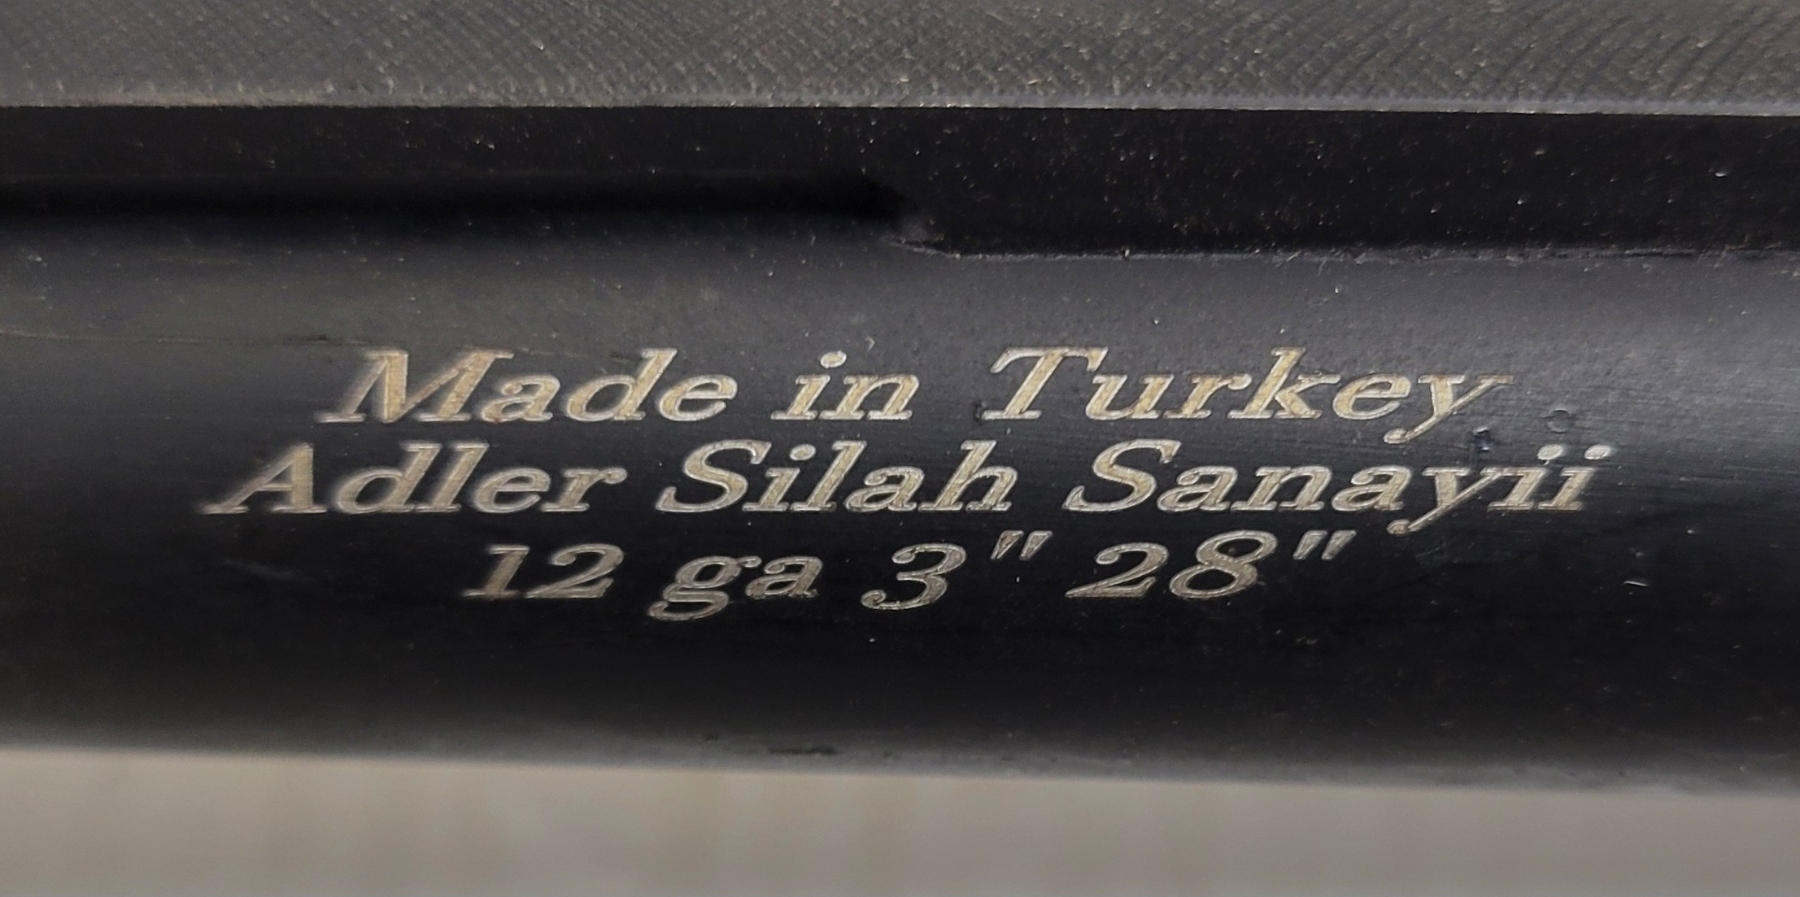 Made in Turkey
Adler Silah Sanayii
12 ga 3" 28"